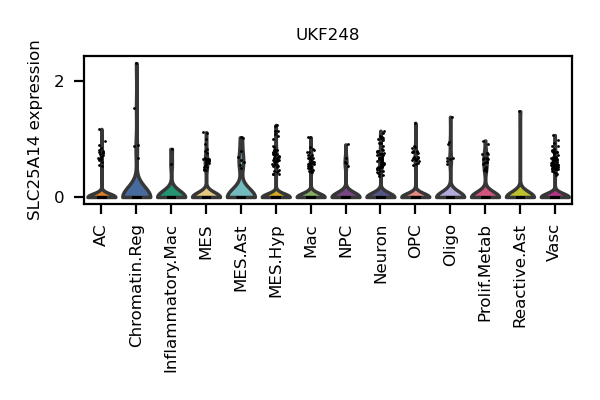 UKF248
SLC25A14 expression
2
0
AC
Chromatin.Reg
Inflammatory.Mac
MES
MES.Ast
MES.Hyp
Mac
NPC
Neuron
OPC
Oligo
Prolif.Metab
Reactive.Ast
Vasc